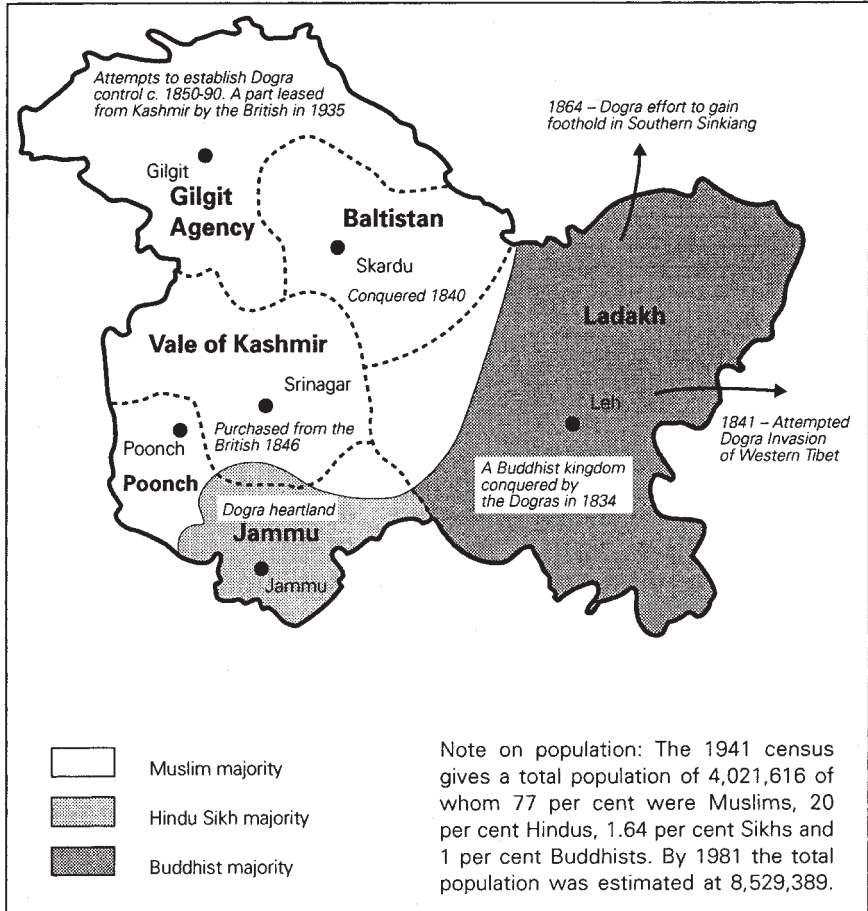 Attempts to establish Dogra
control c. 1850-90. A part leased
from Kashmir by the British in 1935
1864 – Dogra effort to gain
foothold in Southern Sinkiang
Gilgit
Gilgit
Agency
Baltistan
Skardu
Conquered 1840
Ladakh
Vale of Kashmir
Srinagar
Leh
Purchased from the
British 1846
1841 – Attempted
Dogra Invasion
of Western Tibet
Poonch
Poonch
A Buddhist kingdom
conquered by
the Dogras in 1834
Dogra heartland
Jammu
Jammu
Muslim majority
Hindu Sikh majority
Buddhist majority
Note on population: The 1941 census
gives a total population of 4,021,616 of
whom 77 per cent were Muslims, 20
per cent Hindus, 1.64 per cent Sikhs and
1 per cent Buddhists. By 1981 the total
population was estimated at 8,529,389.